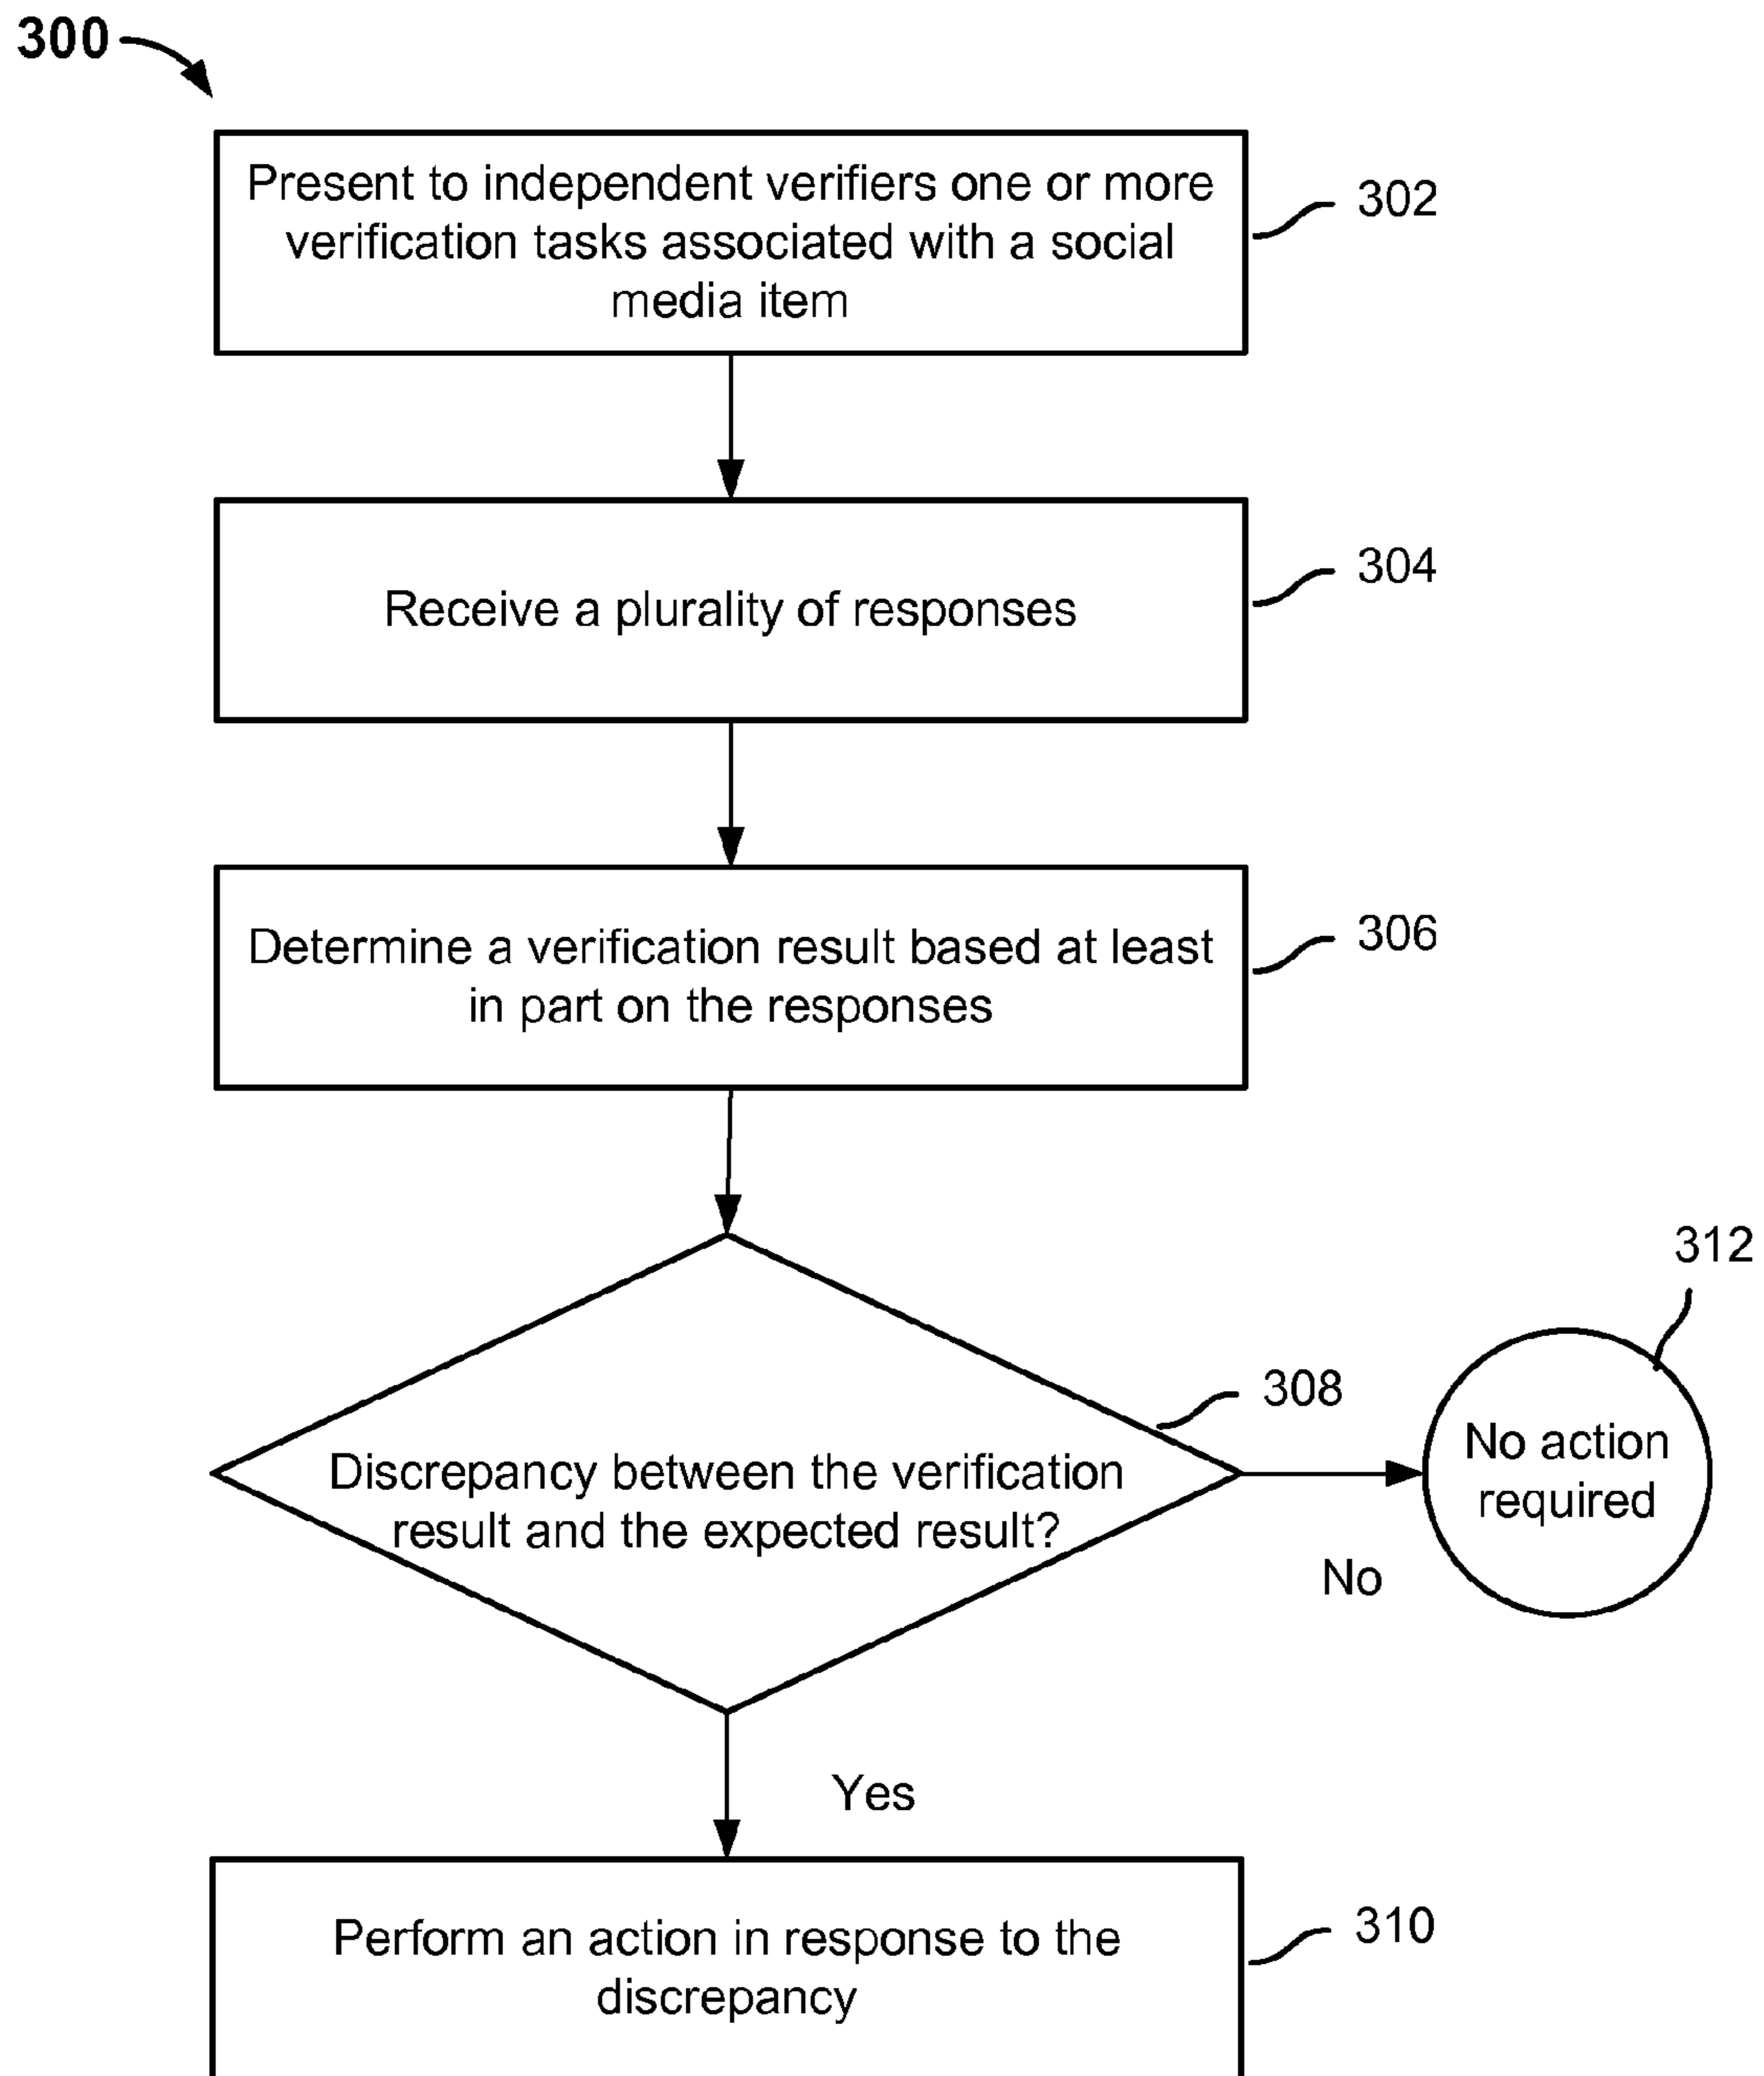 300
Present to independent verifiers one or more
verification tasks associated with a social
media item
302
Receive a plurality of responses
304
Determine a verification result based at least
in part on the responses
306
Discrepancy between the verification
result and the expected result?
308
312
No action
required
No
Yes
Perform an action in response to the
discrepancy
310